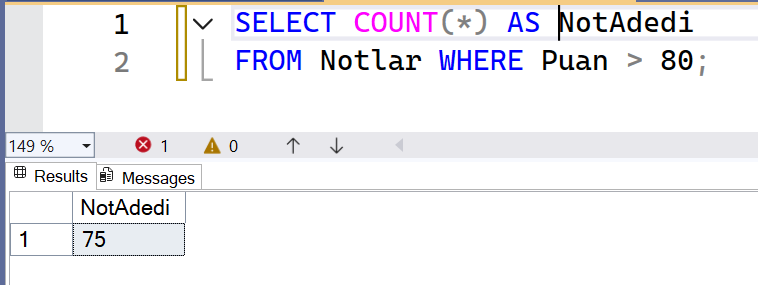 1 SELECT COUNT(*) AS NotAdedi
2 FROM Notlar WHERE Puan > 80;
149 % 1 0
Results Messages
NotAdedi
1 75